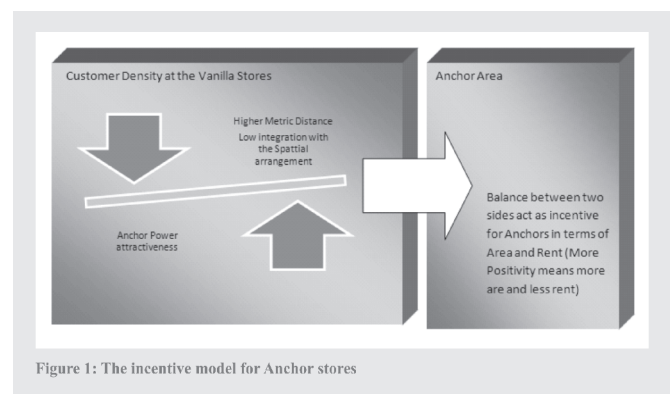 Customer Density at the Vanilla Stores
Higher Metric Distance
Low integration with
the Spattial
arrangement
Anchor Power
attractiveness
Anchor Area
Balance between two
sides act as incentive
for Anchors in terms of
Area and Rent (More
Positivity means more
are and less rent)
Figure 1: The incentive model for Anchor stores